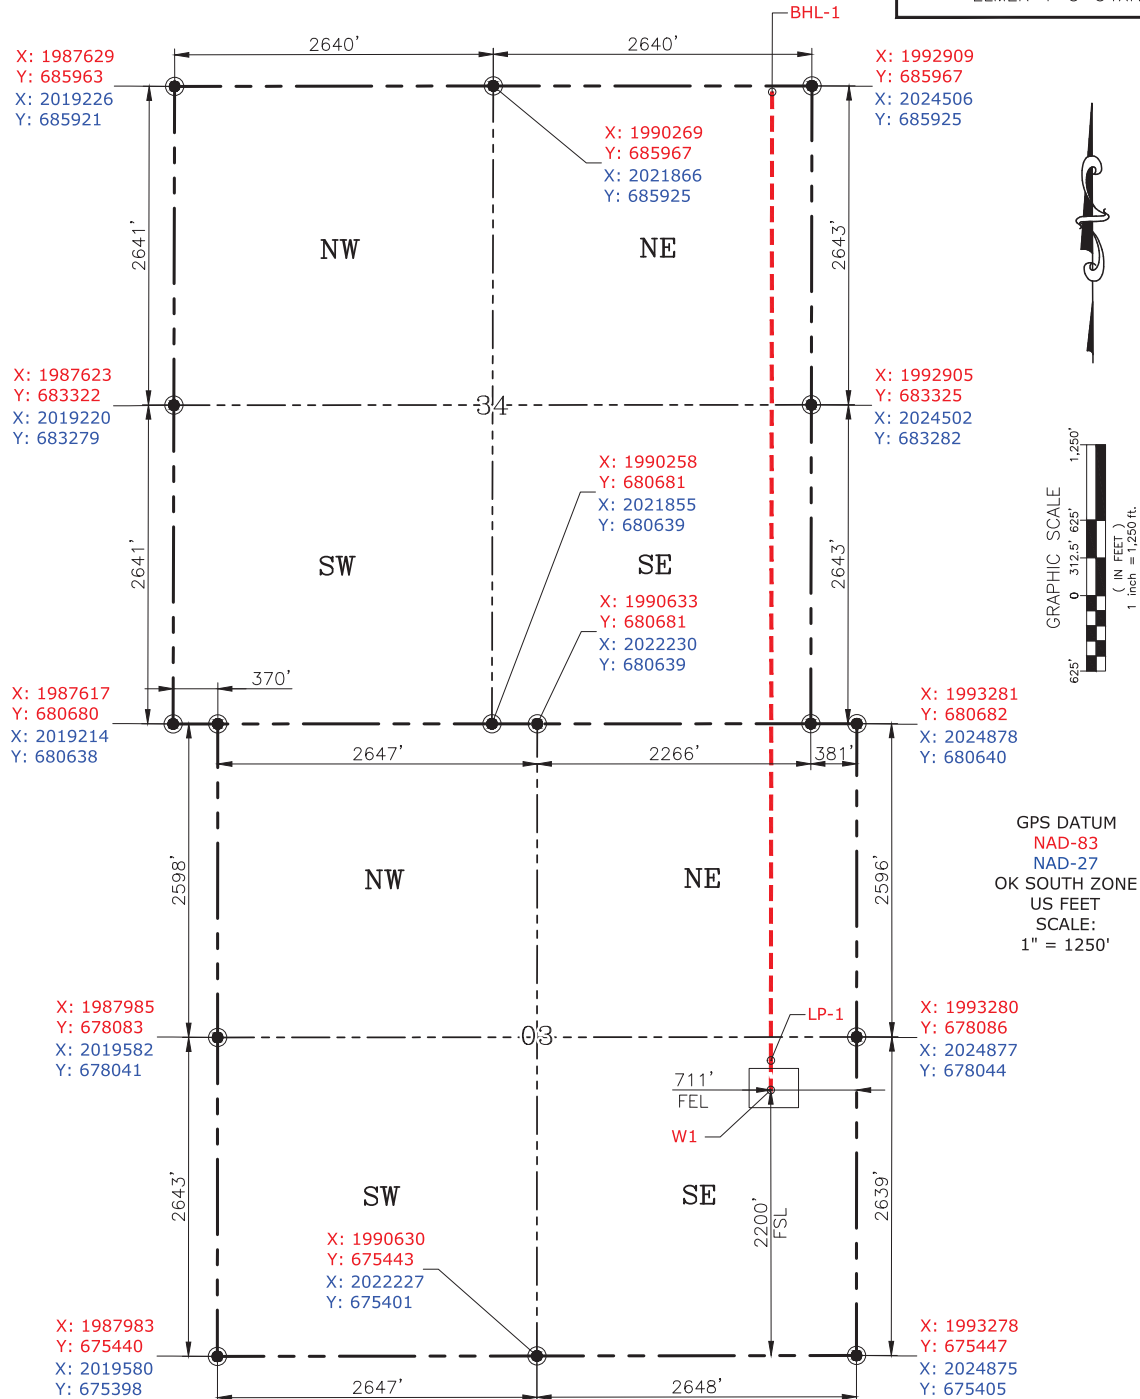 BHL-1
2640'
2640'
X: 1987629
Y: 685963
X: 2019226
Y: 685921
X: 1992909
Y: 685967
X: 2024506
Y: 685925
X: 1990269
Y: 685967
X: 2021866
Y: 685925
2641'
NW
NE
2643'
X: 1987623
Y: 683322
X: 2019220
Y: 683279
34
X: 1992905
Y: 683325
X: 2024502
Y: 683282
X: 1990258
Y: 680681
X: 2021855
Y: 680639
2641'
SW
SE
2643'
X: 1990633
Y: 680681
X: 2022230
Y: 680639
GRAPHIC SCALE
1,250'
625'
312.5'
0
625'
( IN FEET )
1 inch = 1,250 ft.
370'
X: 1987617
Y: 680680
X: 2019214
Y: 680638
X: 1993281
Y: 680682
X: 2024878
Y: 680640
2647'
2266'
381'
GPS DATUM
NAD-83
NAD-27
OK SOUTH ZONE
US FEET
SCALE:
1" = 1250'
2598'
NW
NE
2596'
X: 1987985
Y: 678083
X: 2019582
Y: 678041
03
LP-1
X: 1993280
Y: 678086
X: 2024877
Y: 678044
711'
FEL
W1
2643'
SW
SE
2200'
FSL
2639'
X: 1990630
Y: 675443
X: 2022227
Y: 675401
X: 1987983
Y: 675440
X: 2019580
Y: 675398
X: 1993278
Y: 675447
X: 2024875
Y: 675405
2647'
2648'